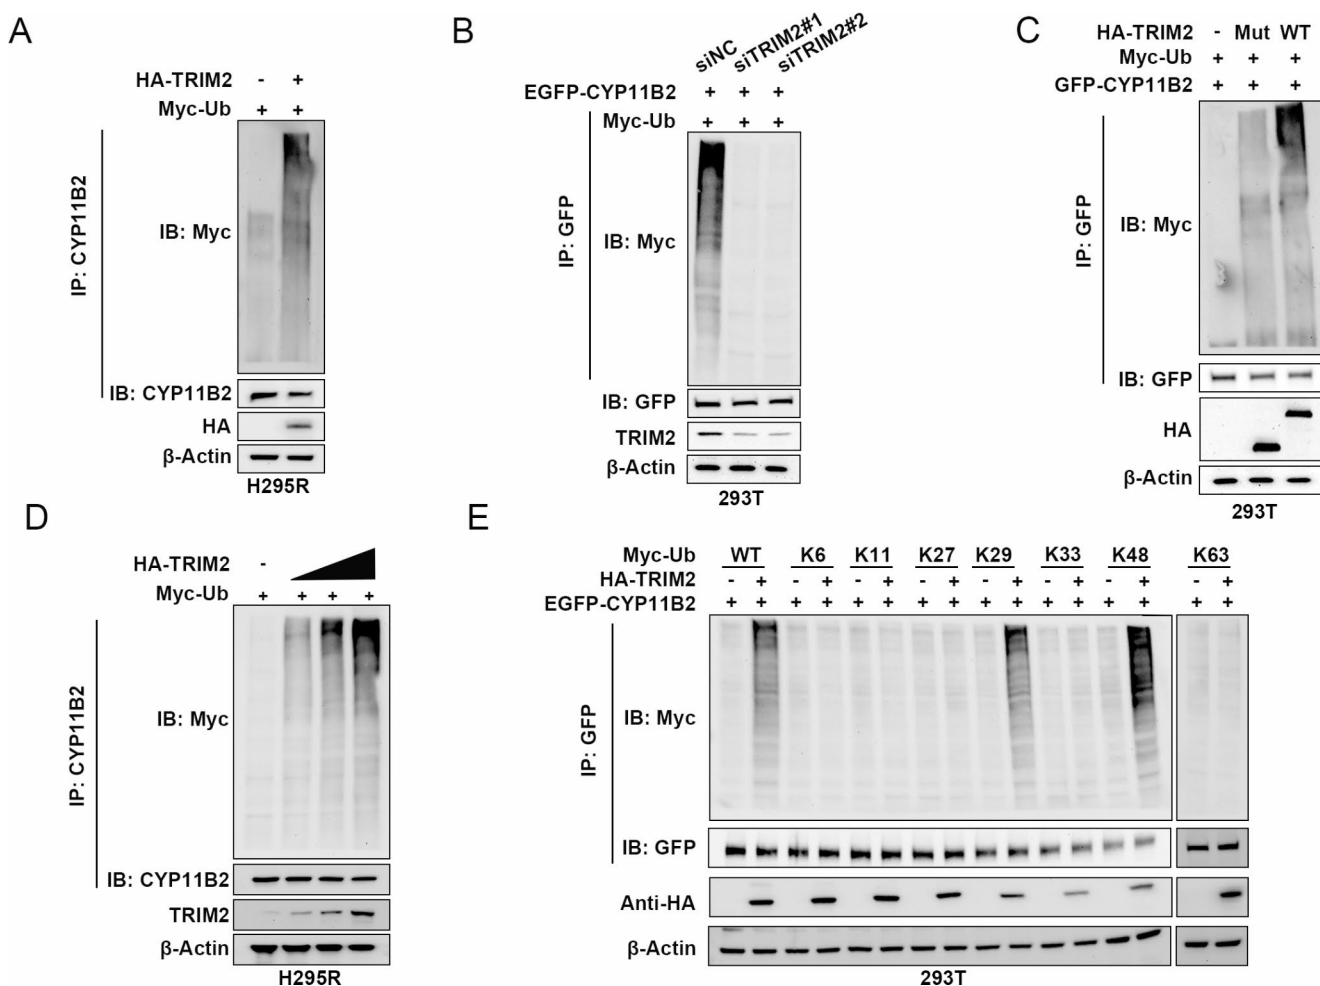 A
HA-TRIM2 - +
Myc-Ub + +
IP: CYP11B2
IB: Myc
IB: CYP11B2
HA
β-Actin
H295R
B
siNC siTRIM2#1 siTRIM2#2
EGFP-CYP11B2 + + +
Myc-Ub + + +
IP: GFP
IB: Myc
IB: GFP
TRIM2
β-Actin
293T
C
HA-TRIM2 - Mut WT
Myc-Ub + + +
GFP-CYP11B2 + + +
IP: GFP
IB: Myc
IB: GFP
HA
β-Actin
293T
D
HA-TRIM2 -
Myc-Ub + + + +
IP: CYP11B2
IB: Myc
IB: CYP11B2
TRIM2
β-Actin
H295R
E
Myc-Ub WT K6 K11 K27 K29 K33 K48 K63
HA-TRIM2 - + - + - + - + - + - + - + - +
EGFP-CYP11B2 + + + + + + + + + + + + + + + +
IP: GFP
IB: Myc
IB: GFP
Anti-HA
β-Actin
293T